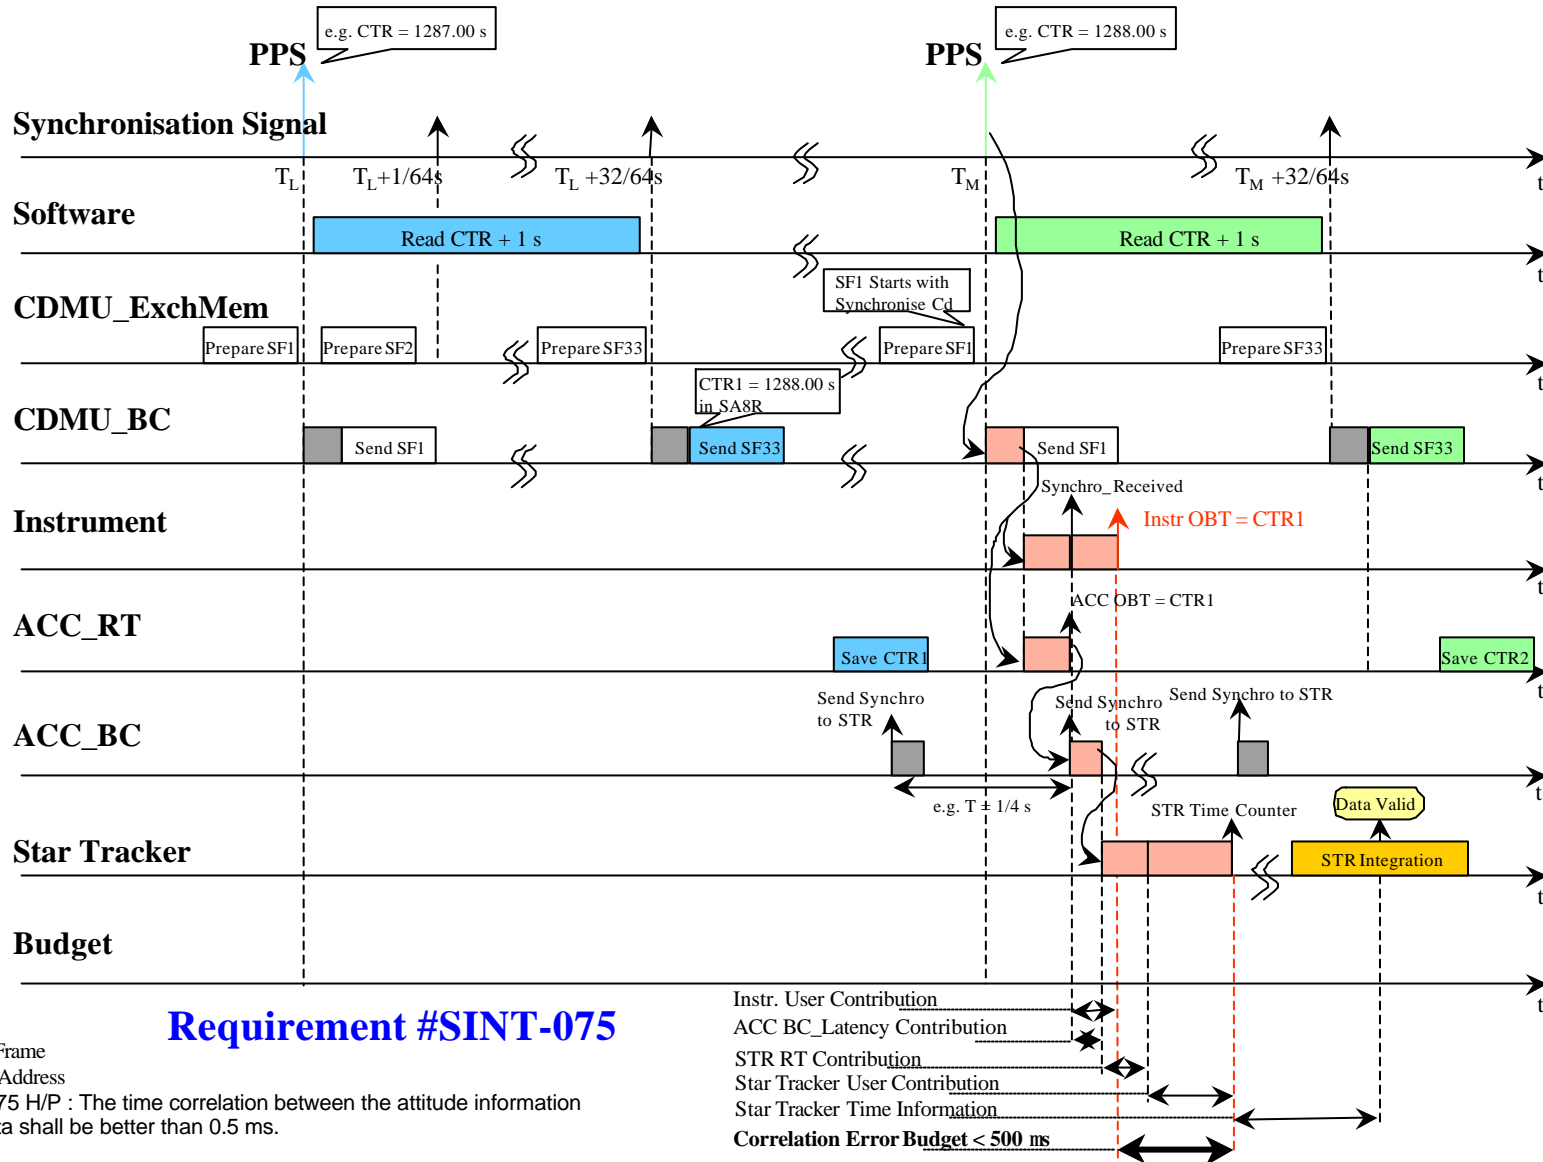 e.g. CTR = 1287.00 s
e.g. CTR = 1288.00 s
PPS
PPS
Synchronisation Signal
TL
TL+1/64s
TL +32/64s
TM
TM +32/64s
t
Software
Read CTR + 1 s
Read CTR + 1 s
t
SF1 Starts with
Synchronise Cd
CDMU_ExchMem
Prepare SF1
Prepare SF2
Prepare SF33
Prepare SF1
Prepare SF33
t
CTR1 = 1288.00 s
in SA8R
CDMU_BC
Send SF1
Send SF33
Send SF1
Send SF33
t
Synchro_Received
Instrument
Instr OBT = CTR1
t
ACC OBT = CTR1
ACC_RT
Save CTR1
Save CTR2
t
Send Synchro
to STR
Send Synchro
to STR
Send Synchro to STR
ACC_BC
t
e.g. T ± 1/4 s
STR Time Counter
Data Valid
Star Tracker
STR Integration
t
Budget
t
Requirement #SINT-075
Frame
Address
75 H/P : The time correlation between the attitude information
ta shall be better than 0.5 ms.
Instr. User Contribution
ACC BC_Latency Contribution
STR RT Contribution
Star Tracker User Contribution
Star Tracker Time Information
Correlation Error Budget < 500 ms